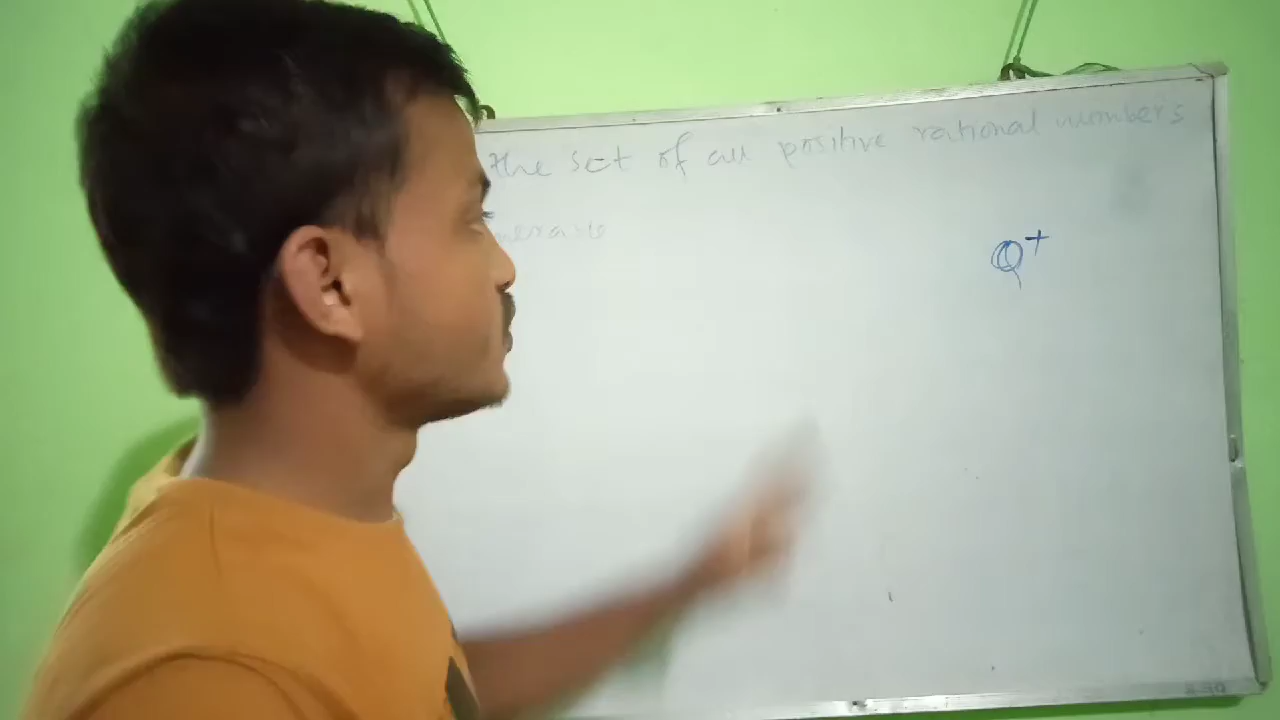 the set of all positive rational numbers
Q+